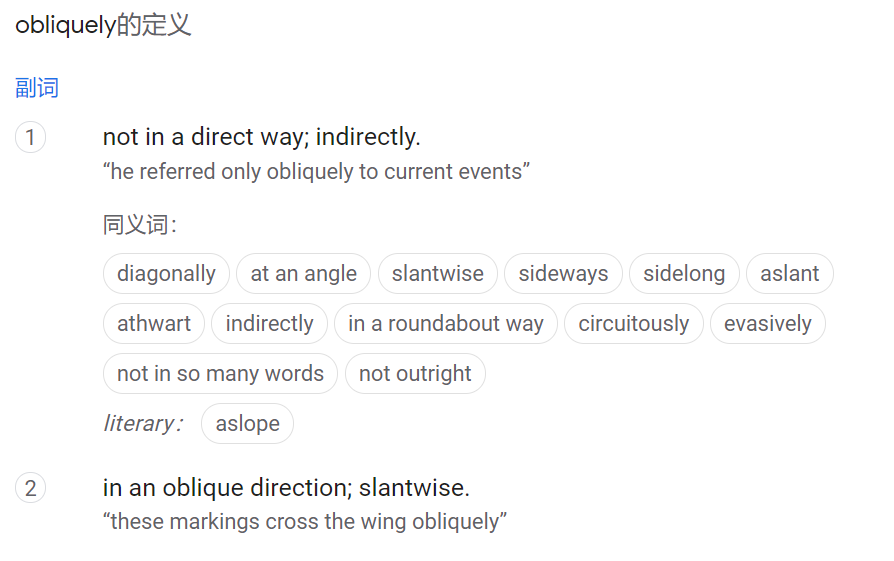 obliquely的定义
副词
1 not in a direct way; indirectly.
“he referred only obliquely to current events”
同义词：
diagonally at an angle slantwise sideways sidelong aslant
athwart indirectly in a roundabout way circuitously evasively
not in so many words not outright
literary： aslope
2 in an oblique direction; slantwise.
“these markings cross the wing obliquely”